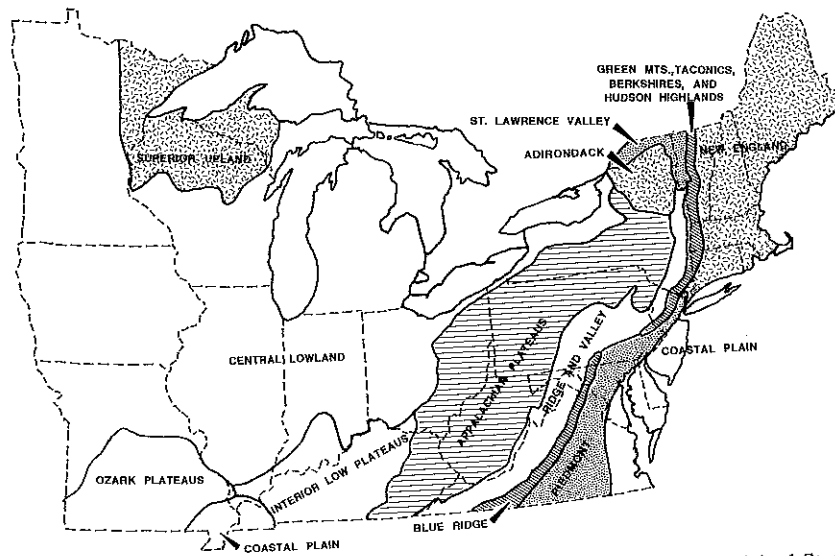 GREEN MTS.,TACONICS,
BERKSHIRES, AND
HUDSON HIGHLANDS
ST. LAWRENCE VALLEY
ADIRONDACK
NEW ENGLAND
SUPERIOR UPLAND
CENTRAL LOWLAND
APPALACHIAN PLATEAUS
RIDGE AND VALLEY
COASTAL PLAIN
OZARK PLATEAUS
INTERIOR LOW PLATEAUS
PIEDMONT
BLUE RIDGE
COASTAL PLAIN